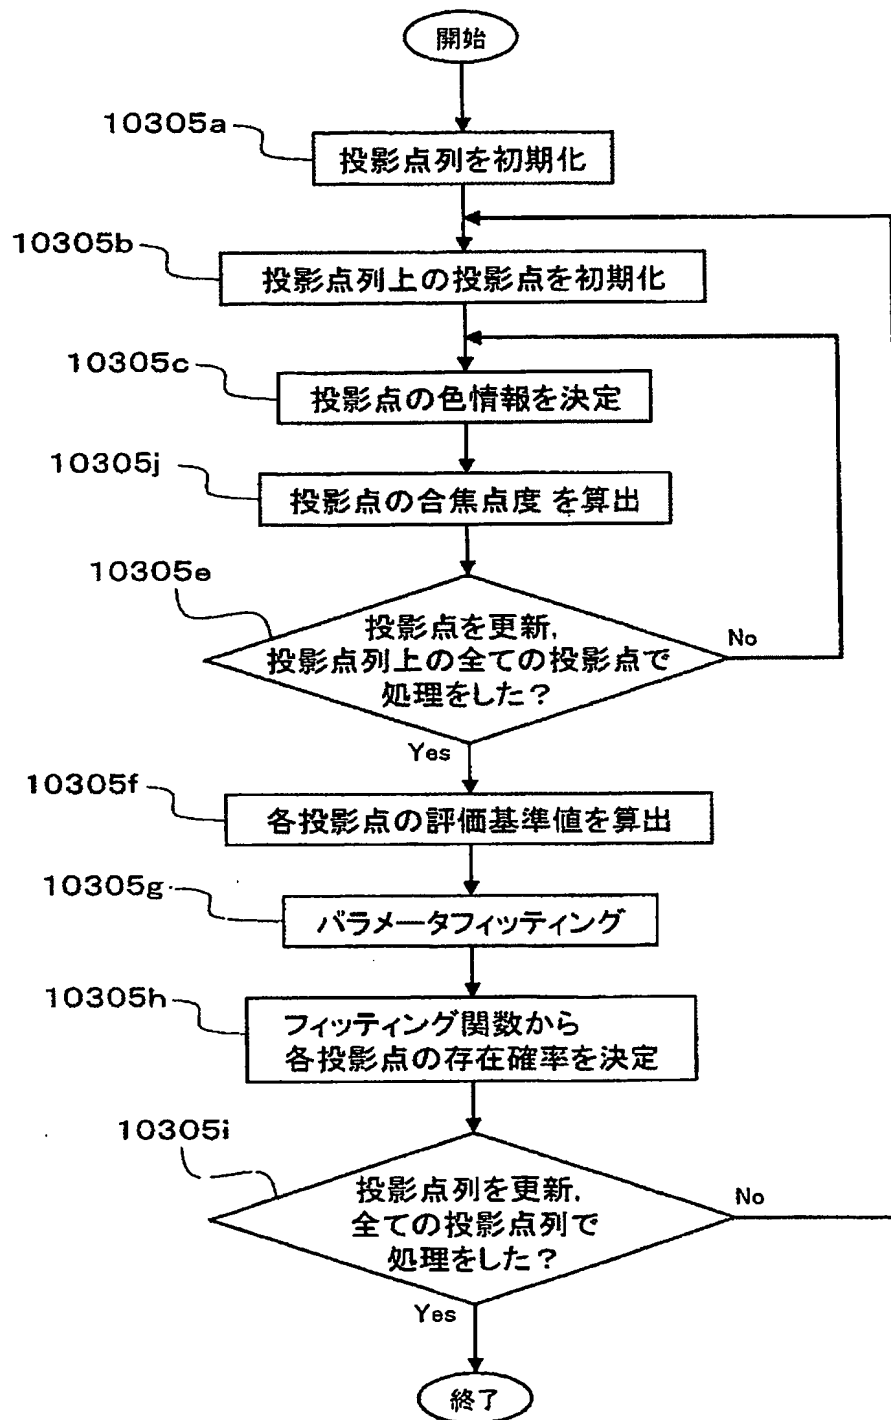 開始
10305a
投影点列を初期化
10305b
投影点列上の投影点を初期化
10305c
投影点の色情報を決定
10305j
投影点の合焦点度 を算出
10305e
投影点を更新,
投影点列上の全ての投影点で
処理をした？
No
Yes
10305f
各投影点の評価基準値を算出
10305g
パラメータフィッティング
10305h
フィッティング関数から
各投影点の存在確率を決定
10305i
投影点列を更新,
全ての投影点列で
処理をした？
No
Yes
終了